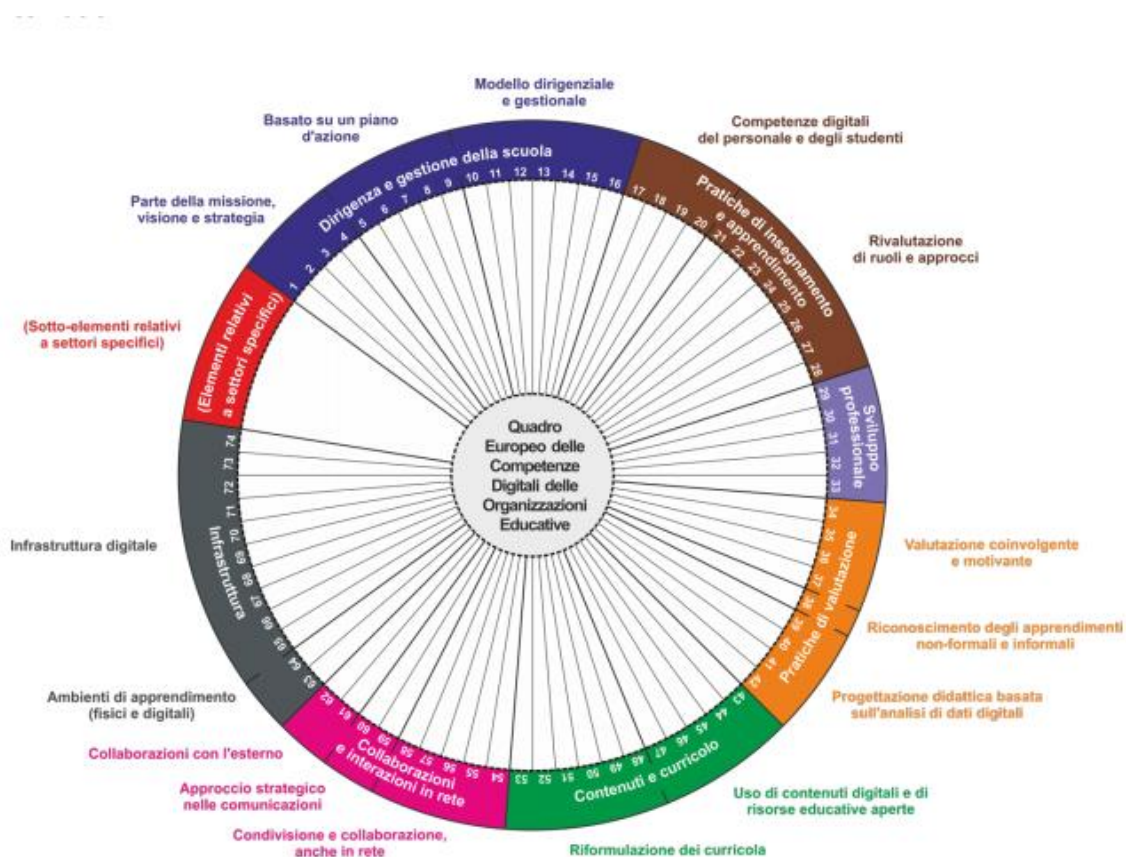 Modello dirigenziale
e gestionale
Basato su un piano
d'azione
Parte della missione,
visione e strategia
Dirigenza e gestione della scuola
1 2 3 4 5 6 7 8 9 10 11 12 13 14 15 16
Competenze digitali
del personale e degli studenti
Rivalutazione
di ruoli e approcci
Pratiche di insegnamento
e apprendimento
17 18 19 20 21 22 23 24 25 26 27 28
Sviluppo
professionale
29 30 31 32 33
Valutazione coinvolgente
e motivante
Riconoscimento degli apprendimenti
non-formali e informali
Progettazione didattica basata
sull'analisi di dati digitali
Pratiche di valutazione
34 35 36 37 38 39 40 41 42
Uso di contenuti digitali e di
risorse educative aperte
Riformulazione dei curricola
Contenuti e curricolo
43 44 45 46 47 48 49 50 51 52 53
Condivisione e collaborazione,
anche in rete
Approccio strategico
nelle comunicazioni
Collaborazioni con l'esterno
Collaborazioni
e interazioni in rete
54 55 56 57 58 59 60 61 62
Ambienti di apprendimento
(fisici e digitali)
Infrastruttura digitale
Infrastruttura
63 64 65 66 67 68 69 70 71 72 73 74
(Sotto-elementi relativi
a settori specifici)
(Elementi relativi
a settori specifici)
Quadro
Europeo delle
Competenze
Digitali delle
Organizzazioni
Educative